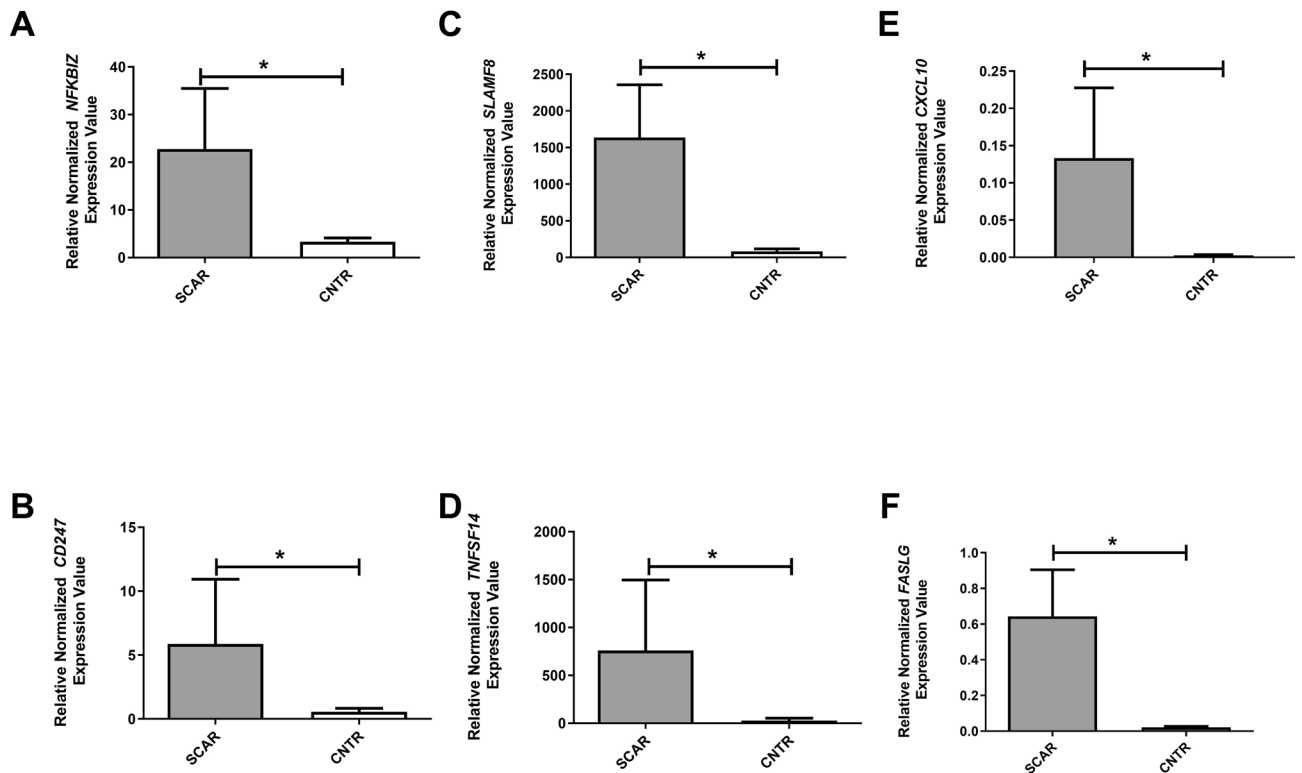 A
Relative Normalized NFKBIZ
Expression Value
40
30
20
10
0
*
SCAR
CNTR
C
Relative Normalized SLAMF8
Expression Value
2500
2000
1500
1000
500
0
*
SCAR
CNTR
E
Relative Normalized CXCL10
Expression Value
0.25
0.20
0.15
0.10
0.05
0.00
*
SCAR
CNTR
B
Relative Normalized CD247
Expression Value
15
10
5
0
*
SCAR
CNTR
D
Relative Normalized TNFSF14
Expression Value
2000
1500
1000
500
0
*
SCAR
CNTR
F
Relative Normalized FASLG
Expression Value
1.0
0.8
0.6
0.4
0.2
0.0
*
SCAR
CNTR